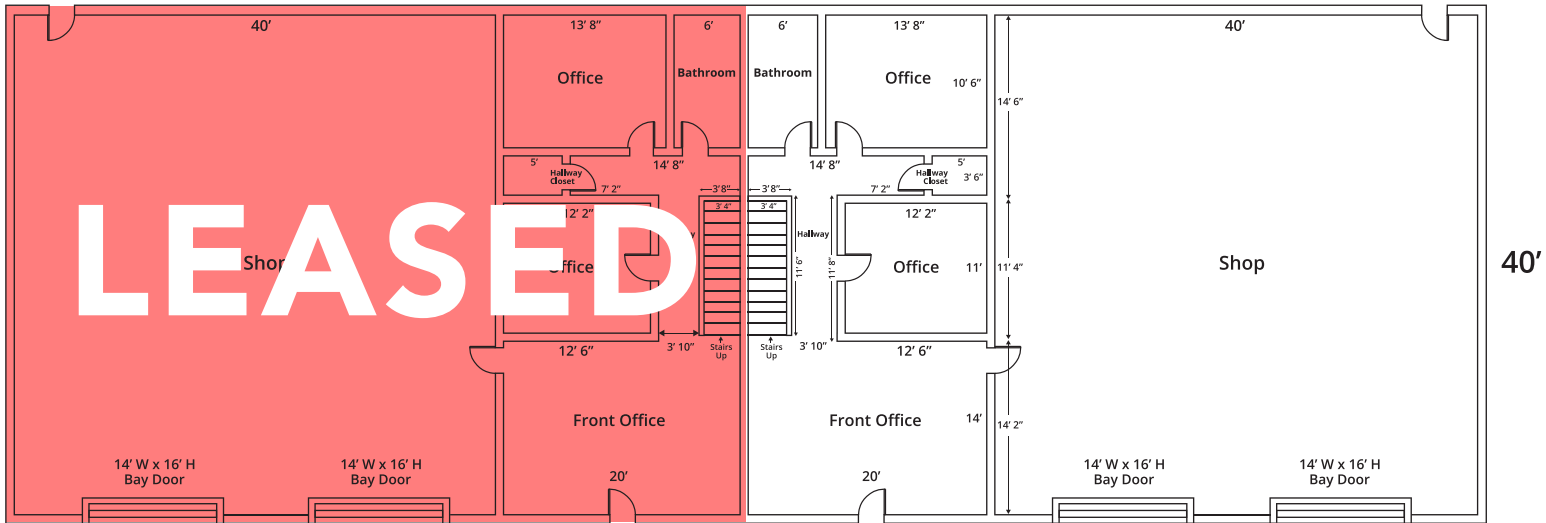 40’
13’ 8”
6’
6’
13’ 8”
40’
Office
Bathroom
Bathroom
Office
10’ 6”
14’ 6”
5’
Hallway
Closet
14’ 8”
7’ 2”
14’ 8”
7’ 2”
Hallway
Closet
5’
3’ 6”
3’8”
3’8”
3’ 4”
3’ 4”
12’ 2”
12’ 2”
LEASED
Hallway
Shop
Office
11’ 6”
11’ 8”
Office
11’
11’ 4”
Shop
40’
12’ 6”
3’ 10”
Stairs
Up
Stairs
Up
3’ 10”
12’ 6”
Front Office
Front Office
14’
14’ 2”
14’ W x 16’ H
Bay Door
14’ W x 16’ H
Bay Door
20’
20’
14’ W x 16’ H
Bay Door
14’ W x 16’ H
Bay Door